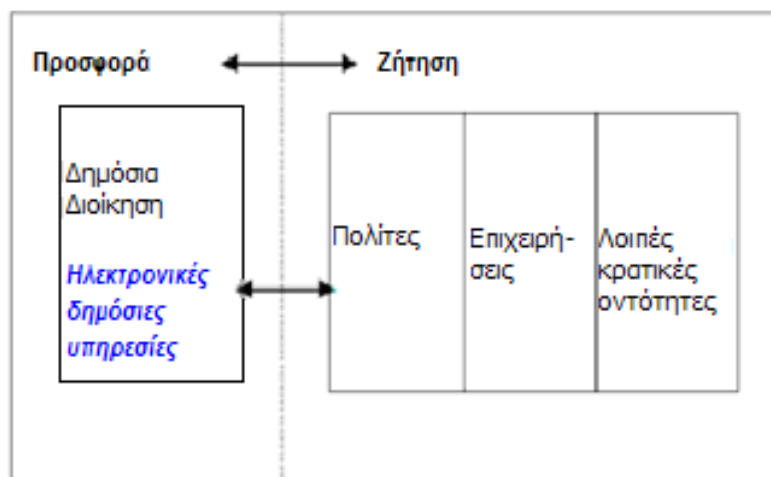 Προσφορά Ζήτηση
Δημόσια
Διοίκηση
Ηλεκτρονικές
δημόσιες
υπηρεσίες
Πολίτες
Επιχειρή-
σεις
Λοιπές
κρατικές
οντότητες